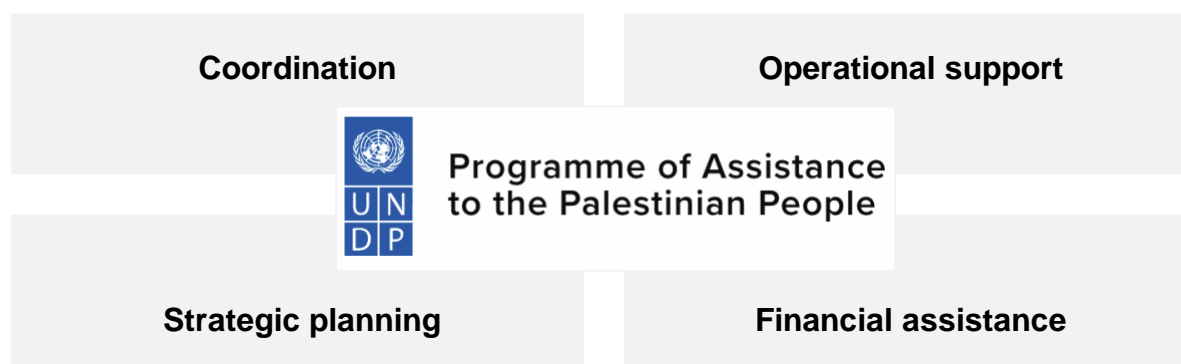 Coordination
Operational support
Programme of Assistance
to the Palestinian People
U N
D P
Strategic planning
Financial assistance